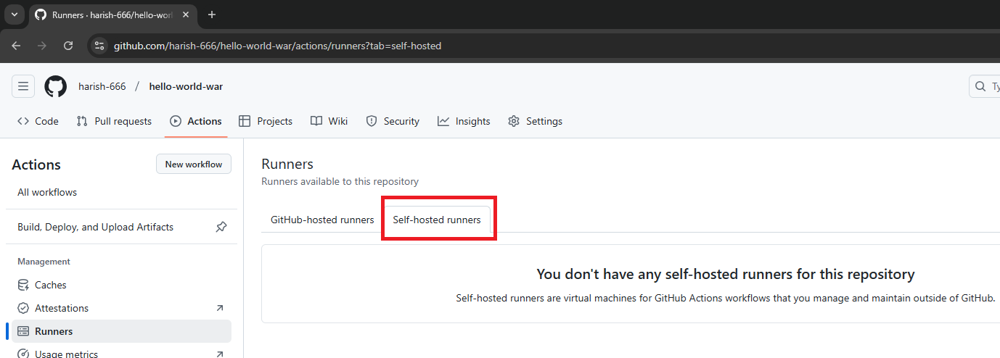 Runners · harish-666/hello-worl
github.com/harish-666/hello-world-war/actions/runners?tab=self-hosted
harish-666 / hello-world-war
Ty
Code Pull requests Actions Projects Wiki Security Insights Settings
Actions New workflow
All workflows
Build, Deploy, and Upload Artifacts
Management
Caches
Attestations
Runners
Usage metrics
Runners
Runners available to this repository
GitHub-hosted runners Self-hosted runners
You don't have any self-hosted runners for this repository
Self-hosted runners are virtual machines for GitHub Actions workflows that you manage and maintain outside of GitHub.